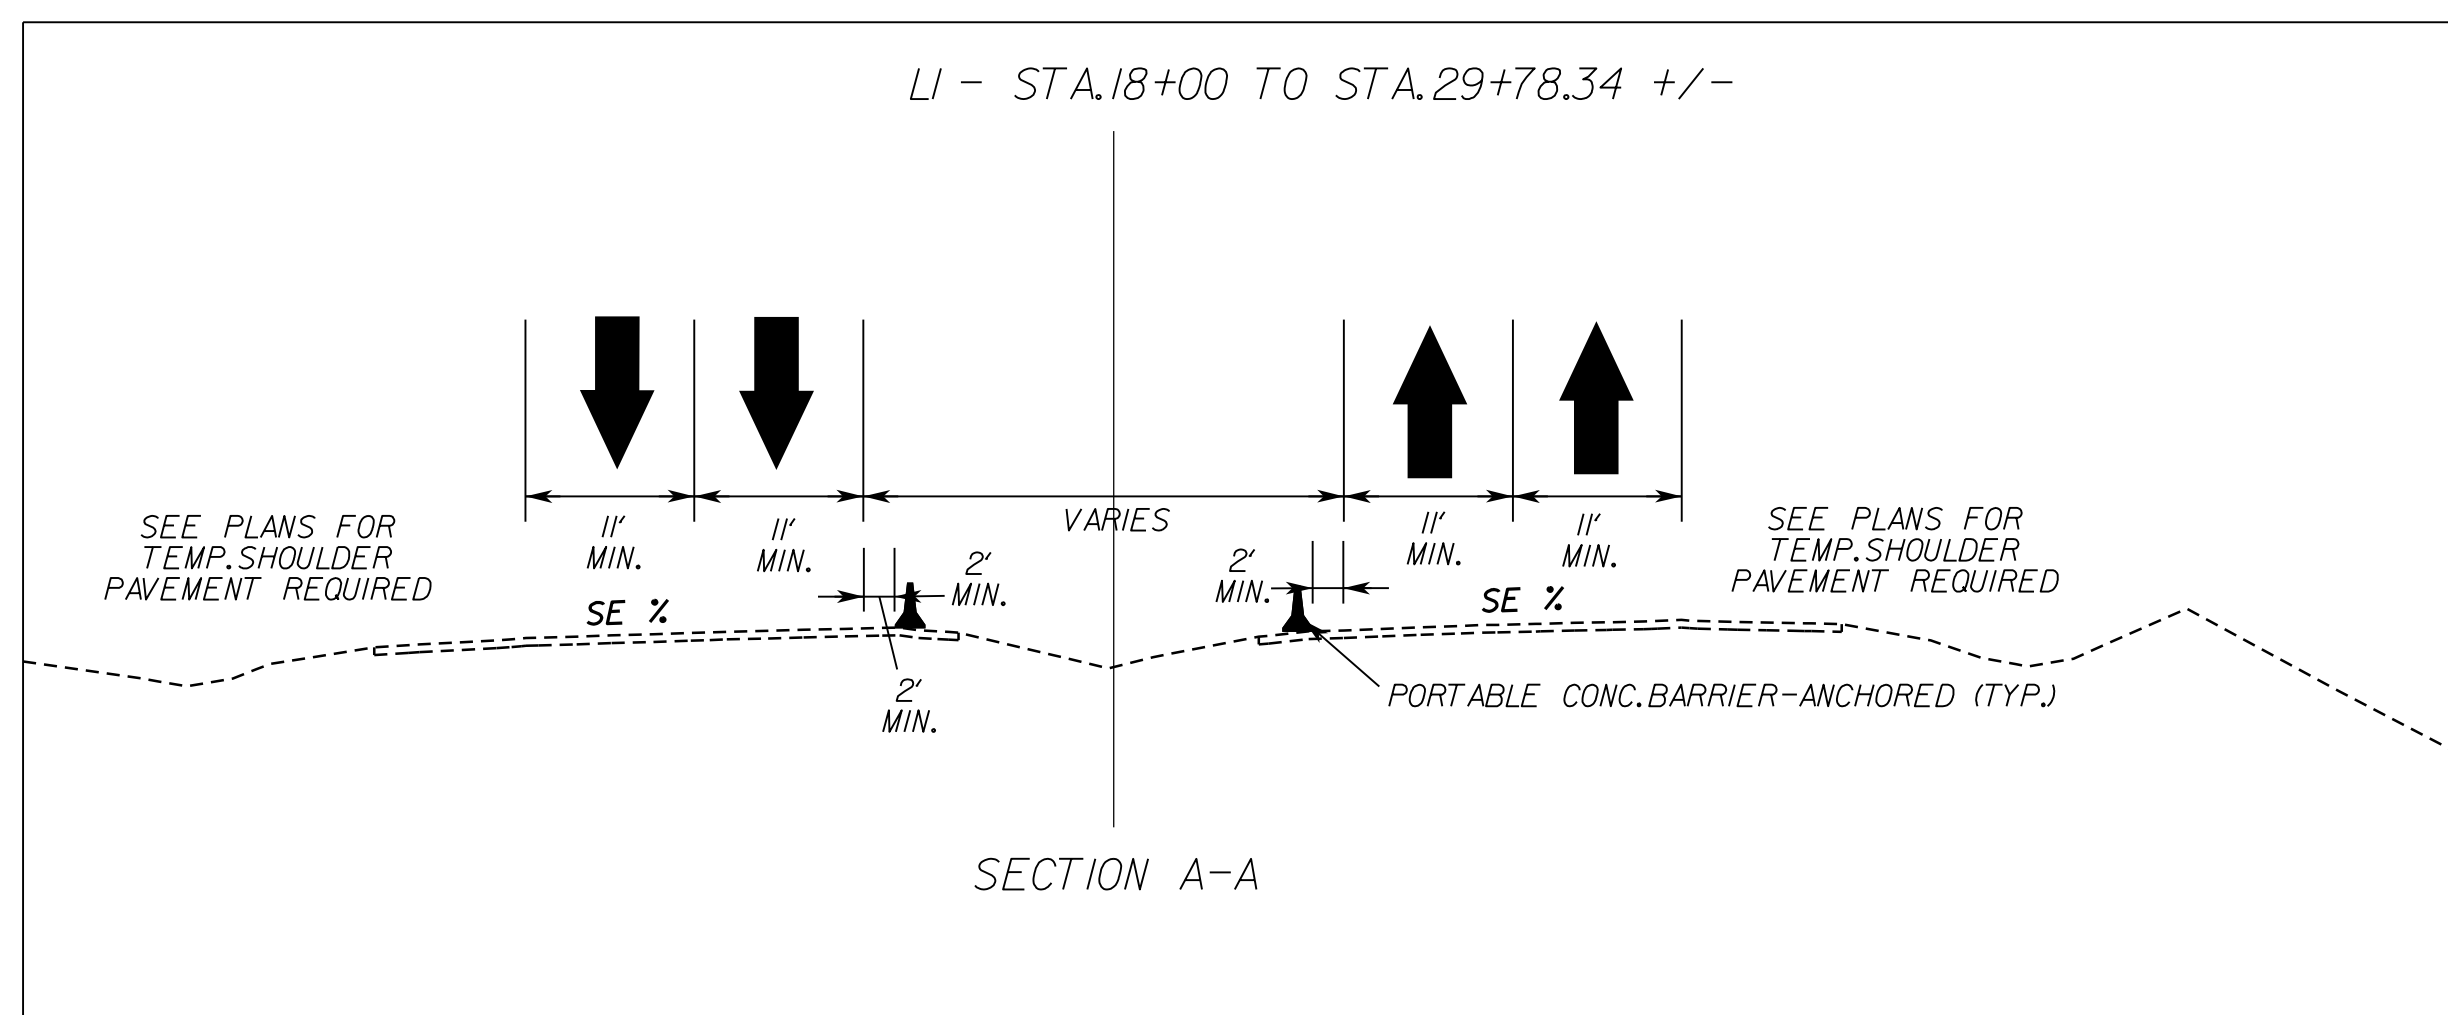 L1 - STA.18+00 TO STA.29+78.34 +/-
SEE PLANS FOR
TEMP.SHOULDER
PAVEMENT REQUIRED
11'
MIN.
11'
MIN.
VARIES
11'
MIN.
11'
MIN.
SEE PLANS FOR
TEMP.SHOULDER
PAVEMENT REQUIRED
2'
MIN.
2'
MIN.
SE %
SE %
2'
MIN.
PORTABLE CONC.BARRIER-ANCHORED (TYP.)
SECTION A-A